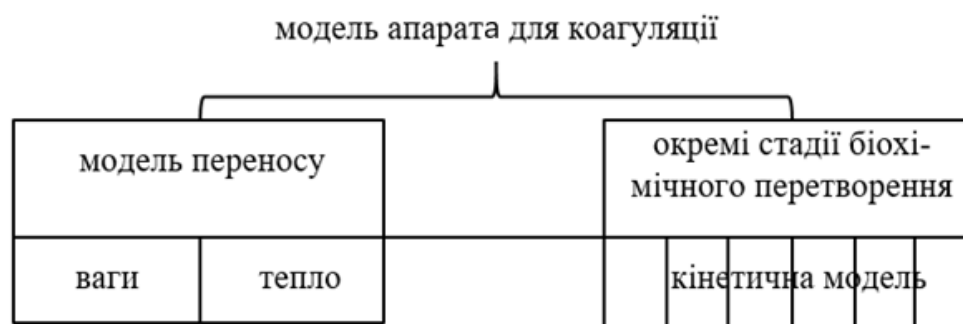 модель апарата для коагуляції
модель переносу
окремі стадії біохі-
мічного перетворення
ваги
тепло
кінетична модель